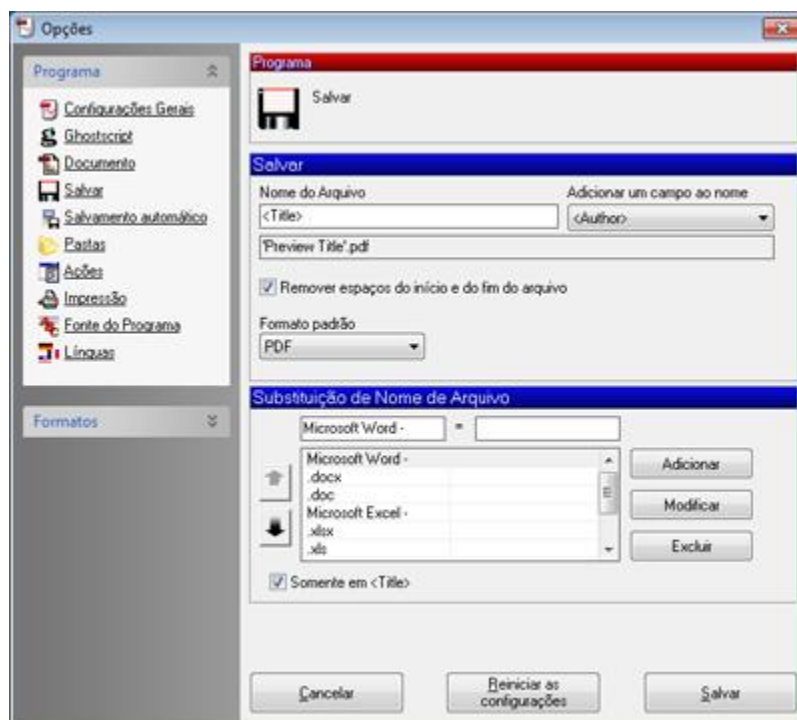 Opções
Programa
Configurações Gerais
Ghostscript
Documento
Salvar
Salvamento automático
Pastas
Ações
Impressão
Fonte do Programa
Línguas
Formatos
Programa
Salvar
Salvar
Nome do Arquivo Adicionar um campo ao nome
<Title> <Author>
'Preview Title'.pdf
Remover espaços do início e do fim do arquivo
Formato padrão
PDF
Substituição de Nome de Arquivo
Microsoft Word - =
Microsoft Word -
.docx
.doc
Microsoft Excel -
.xlsx
.xls
Adicionar
Modificar
Excluir
Somente em <Title>
Cancelar
Reiniciar as
configurações
Salvar